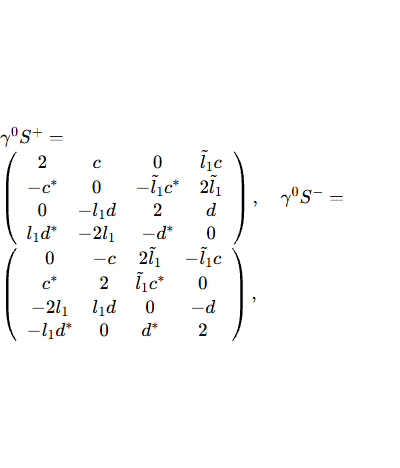 γ⁰S⁺ =
( 2 c 0 l̃₁c
−c* 0 −l̃₁c* 2l̃₁
0 −l₁d 2 d
l₁d* −2l₁ −d* 0 ) , γ⁰S⁻ =
( 0 −c 2l̃₁ −l̃₁c
c* 2 l̃₁c* 0
−2l₁ l₁d 0 −d
−l₁d* 0 d* 2 ) ,